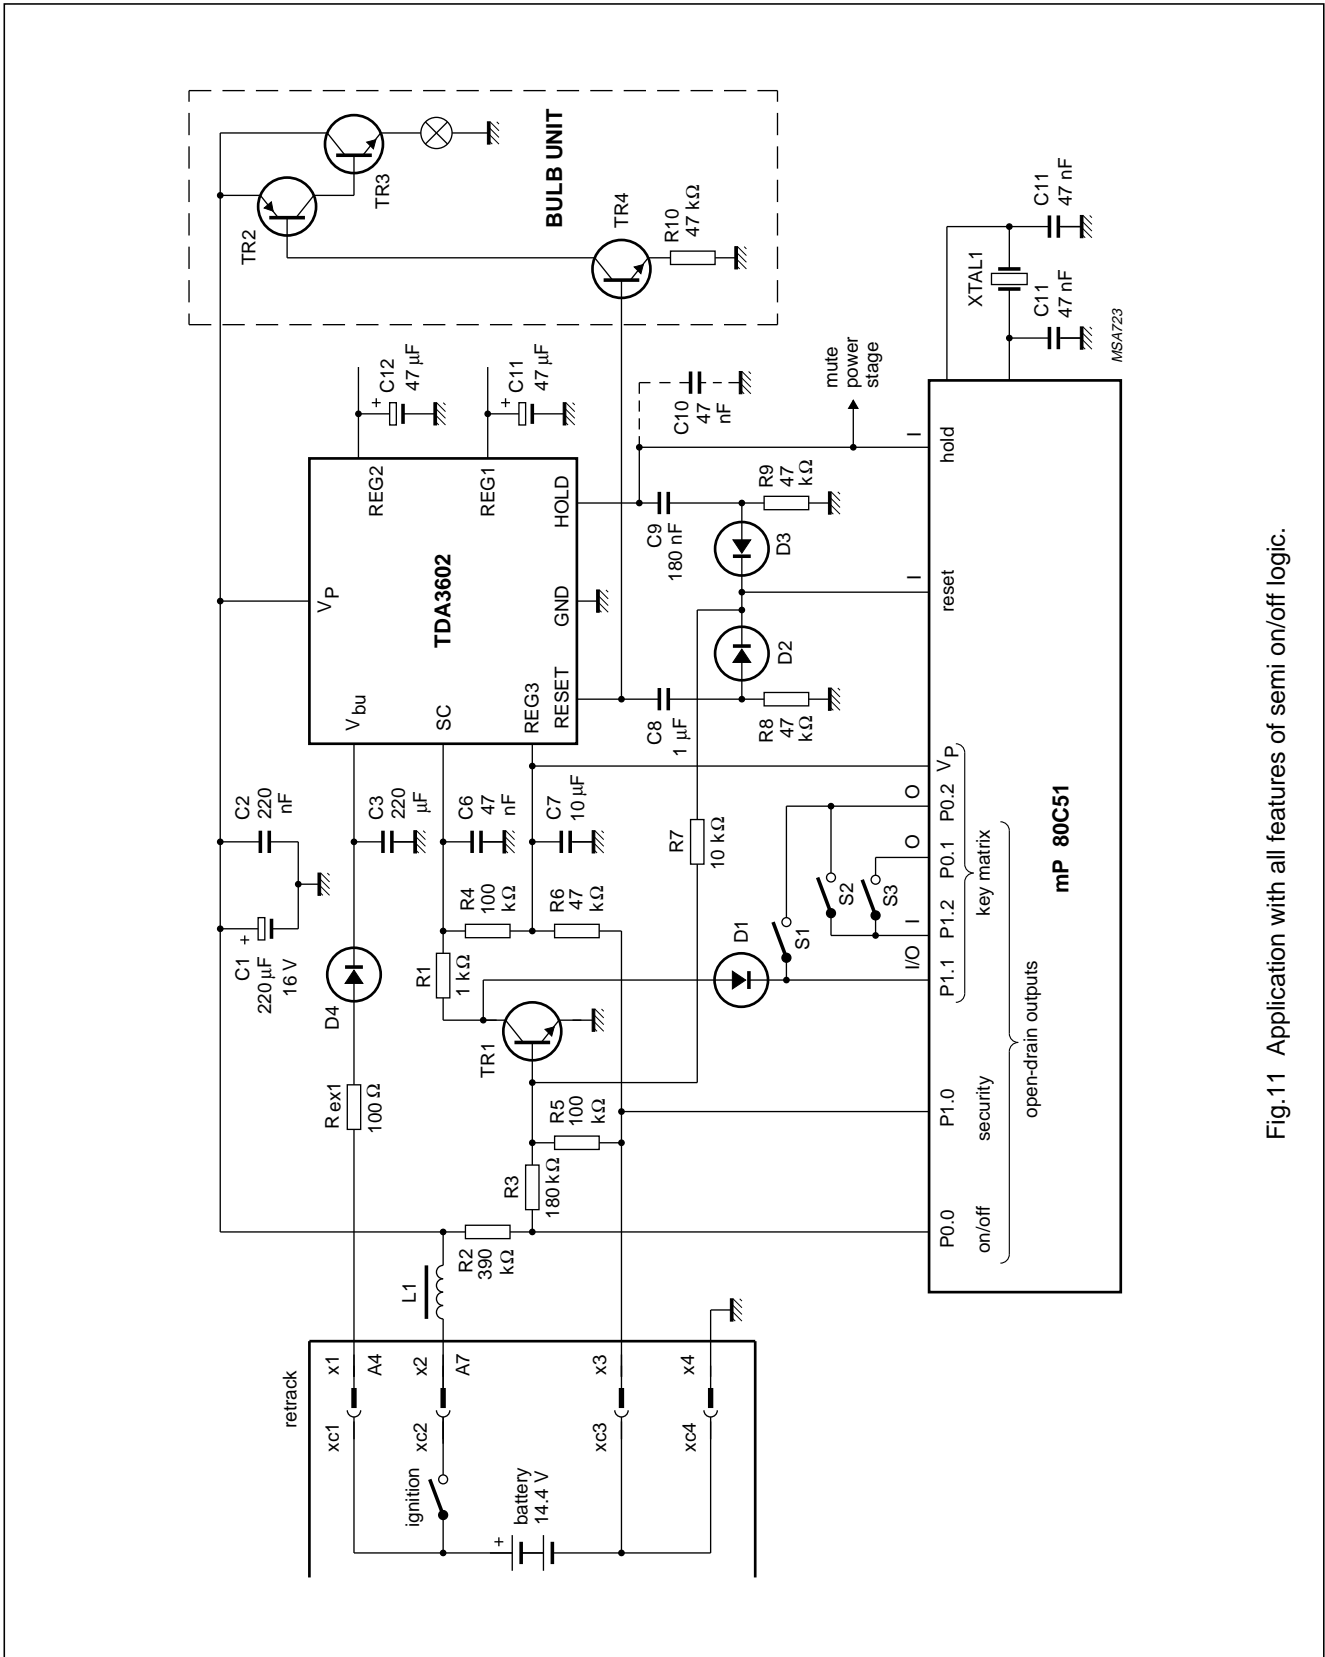 retrack
xc1
x1
A4
xc2
x2
A7
xc3
x3
xc4
x4
ignition
battery
14.4 V
+
L1
R2
390
kΩ
R3
180 kΩ
R5
100
kΩ
R ex1
100 Ω
D4
C1
220 µF
16 V
+
C2
220
nF
C3
220
µF
TR1
R1
1 kΩ
R4
100
kΩ
R6
47
kΩ
C6
47
nF
C7
10 µF
Vbu
SC
REG3
RESET
GND
HOLD
VP
REG2
REG1
TDA3602
+
C12
47 µF
+
C11
47 µF
TR2
TR3
TR4
R10
47 kΩ
BULB UNIT
C8
1 µF
R8
47
kΩ
D2
D3
C9
180 nF
R9
47
kΩ
C10
47
nF
mute
power
stage
R7
10 kΩ
D1
S1
S2
S3
P0.0
on/off
P1.0
security
I/O
P1.1
I
P1.2
O
P0.1
O
P0.2
VP
key matrix
open-drain outputs
I
reset
I
hold
mP 80C51
XTAL1
C11
47 nF
C11
47 nF
MSA723
Fig.11 Application with all features of semi on/off logic.